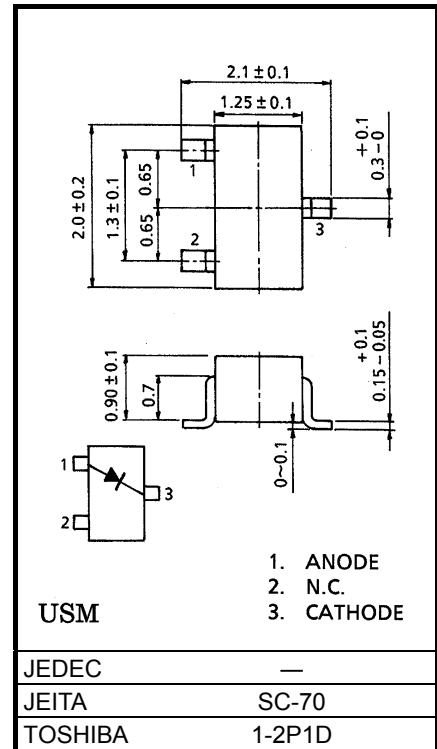 2.1±0.1
1.25±0.1
+0.1
0.3−0
2.0±0.2
1.3±0.1
0.65
0.65
1
2
3
0.90±0.1
0.7
0~0.1
+0.1
0.15−0.05
1
2
3
1. ANODE
2. N.C.
3. CATHODE
USM
JEDEC —
JEITA SC-70
TOSHIBA 1-2P1D